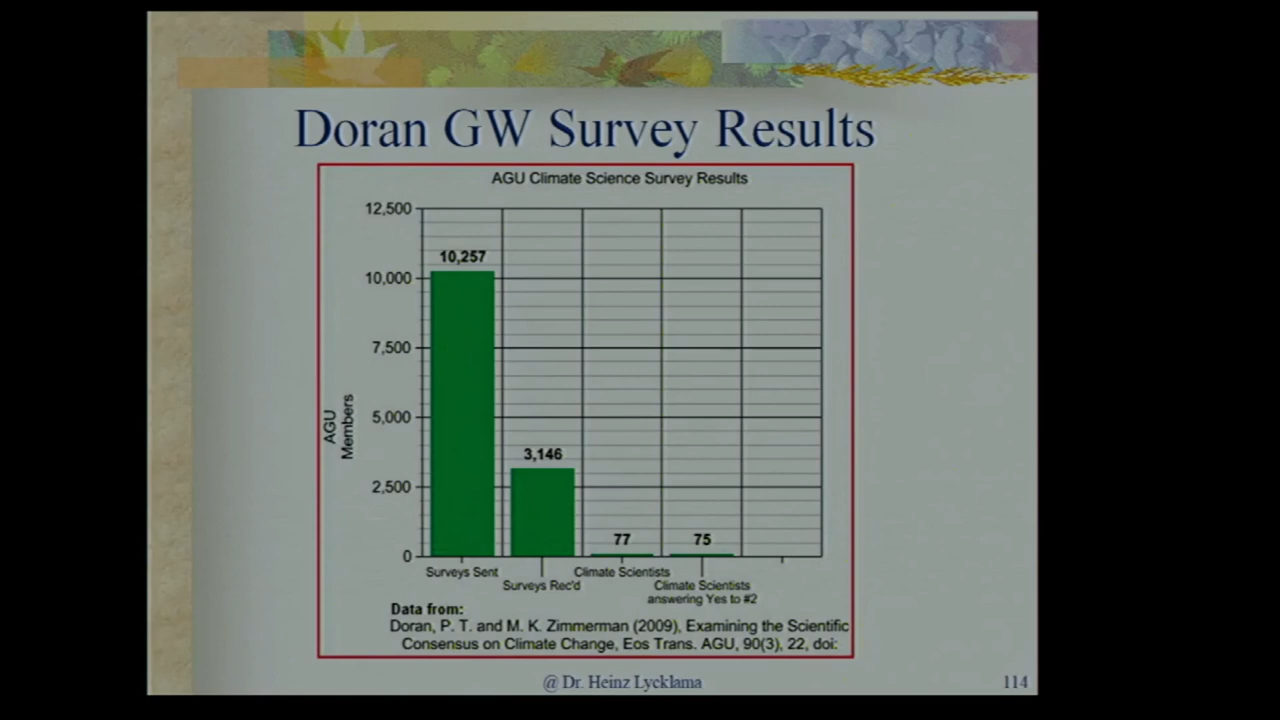 Doran GW Survey Results
AGU Climate Science Survey Results
12,500
10,257
10,000
7,500
5,000
AGU
Members
3,146
2,500
77
75
0
Surveys Sent
Surveys Rec'd
Climate Scientists
Climate Scientists
answering Yes to #2
Data from:
Doran, P. T. and M. K. Zimmerman (2009), Examining the Scientific
Consensus on Climate Change, Eos Trans. AGU, 90(3), 22, doi:
@ Dr. Heinz Lycklama
114